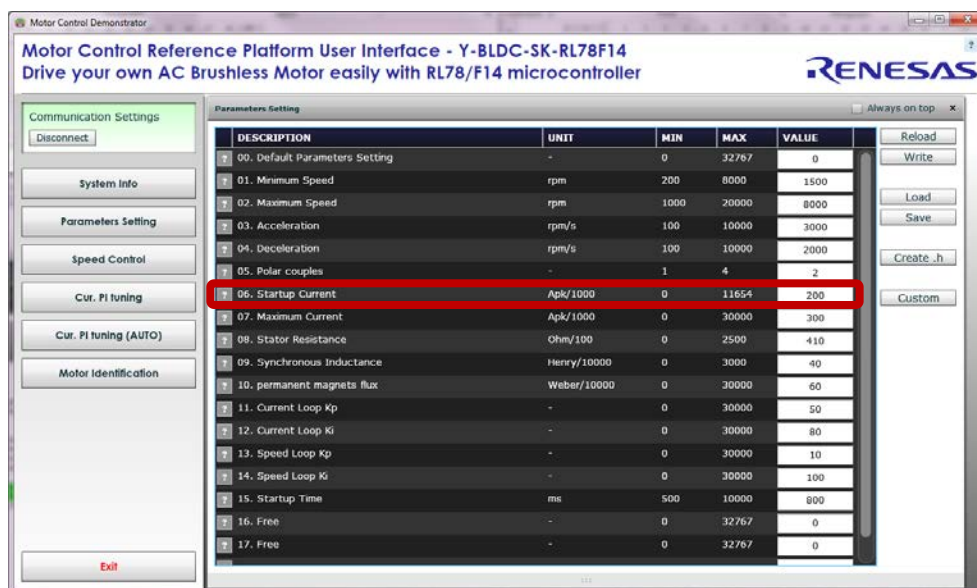 Motor Control Demonstrator
Motor Control Reference Platform User Interface - Y-BLDC-SK-RL78F14
Drive your own AC Brushless Motor easily with RL78/F14 microcontroller
RENESAS
?
Communication Settings
Disconnect
System Info
Parameters Setting
Speed Control
Cur. PI tuning
Cur. PI tuning (AUTO)
Motor Identification
Exit
Parameters Setting
Always on top x
DESCRIPTION UNIT MIN MAX VALUE
? 00. Default Parameters Setting - 0 32767 0
? 01. Minimum Speed rpm 200 8000 1500
? 02. Maximum Speed rpm 1000 20000 8000
? 03. Acceleration rpm/s 100 10000 3000
? 04. Deceleration rpm/s 100 10000 2000
? 05. Polar couples - 1 4 2
? 06. Startup Current Apk/1000 0 11654 200
? 07. Maximum Current Apk/1000 0 30000 300
? 08. Stator Resistance Ohm/100 0 2500 410
? 09. Synchronous Inductance Henry/10000 0 3000 40
? 10. permanent magnets flux Weber/10000 0 30000 60
? 11. Current Loop Kp - 0 30000 50
? 12. Current Loop Ki - 0 30000 80
? 13. Speed Loop Kp - 0 30000 10
? 14. Speed Loop Ki - 0 30000 100
? 15. Startup Time ms 500 10000 800
? 16. Free - 0 32767 0
? 17. Free - 0 32767 0
Reload
Write
Load
Save
Create .h
Custom